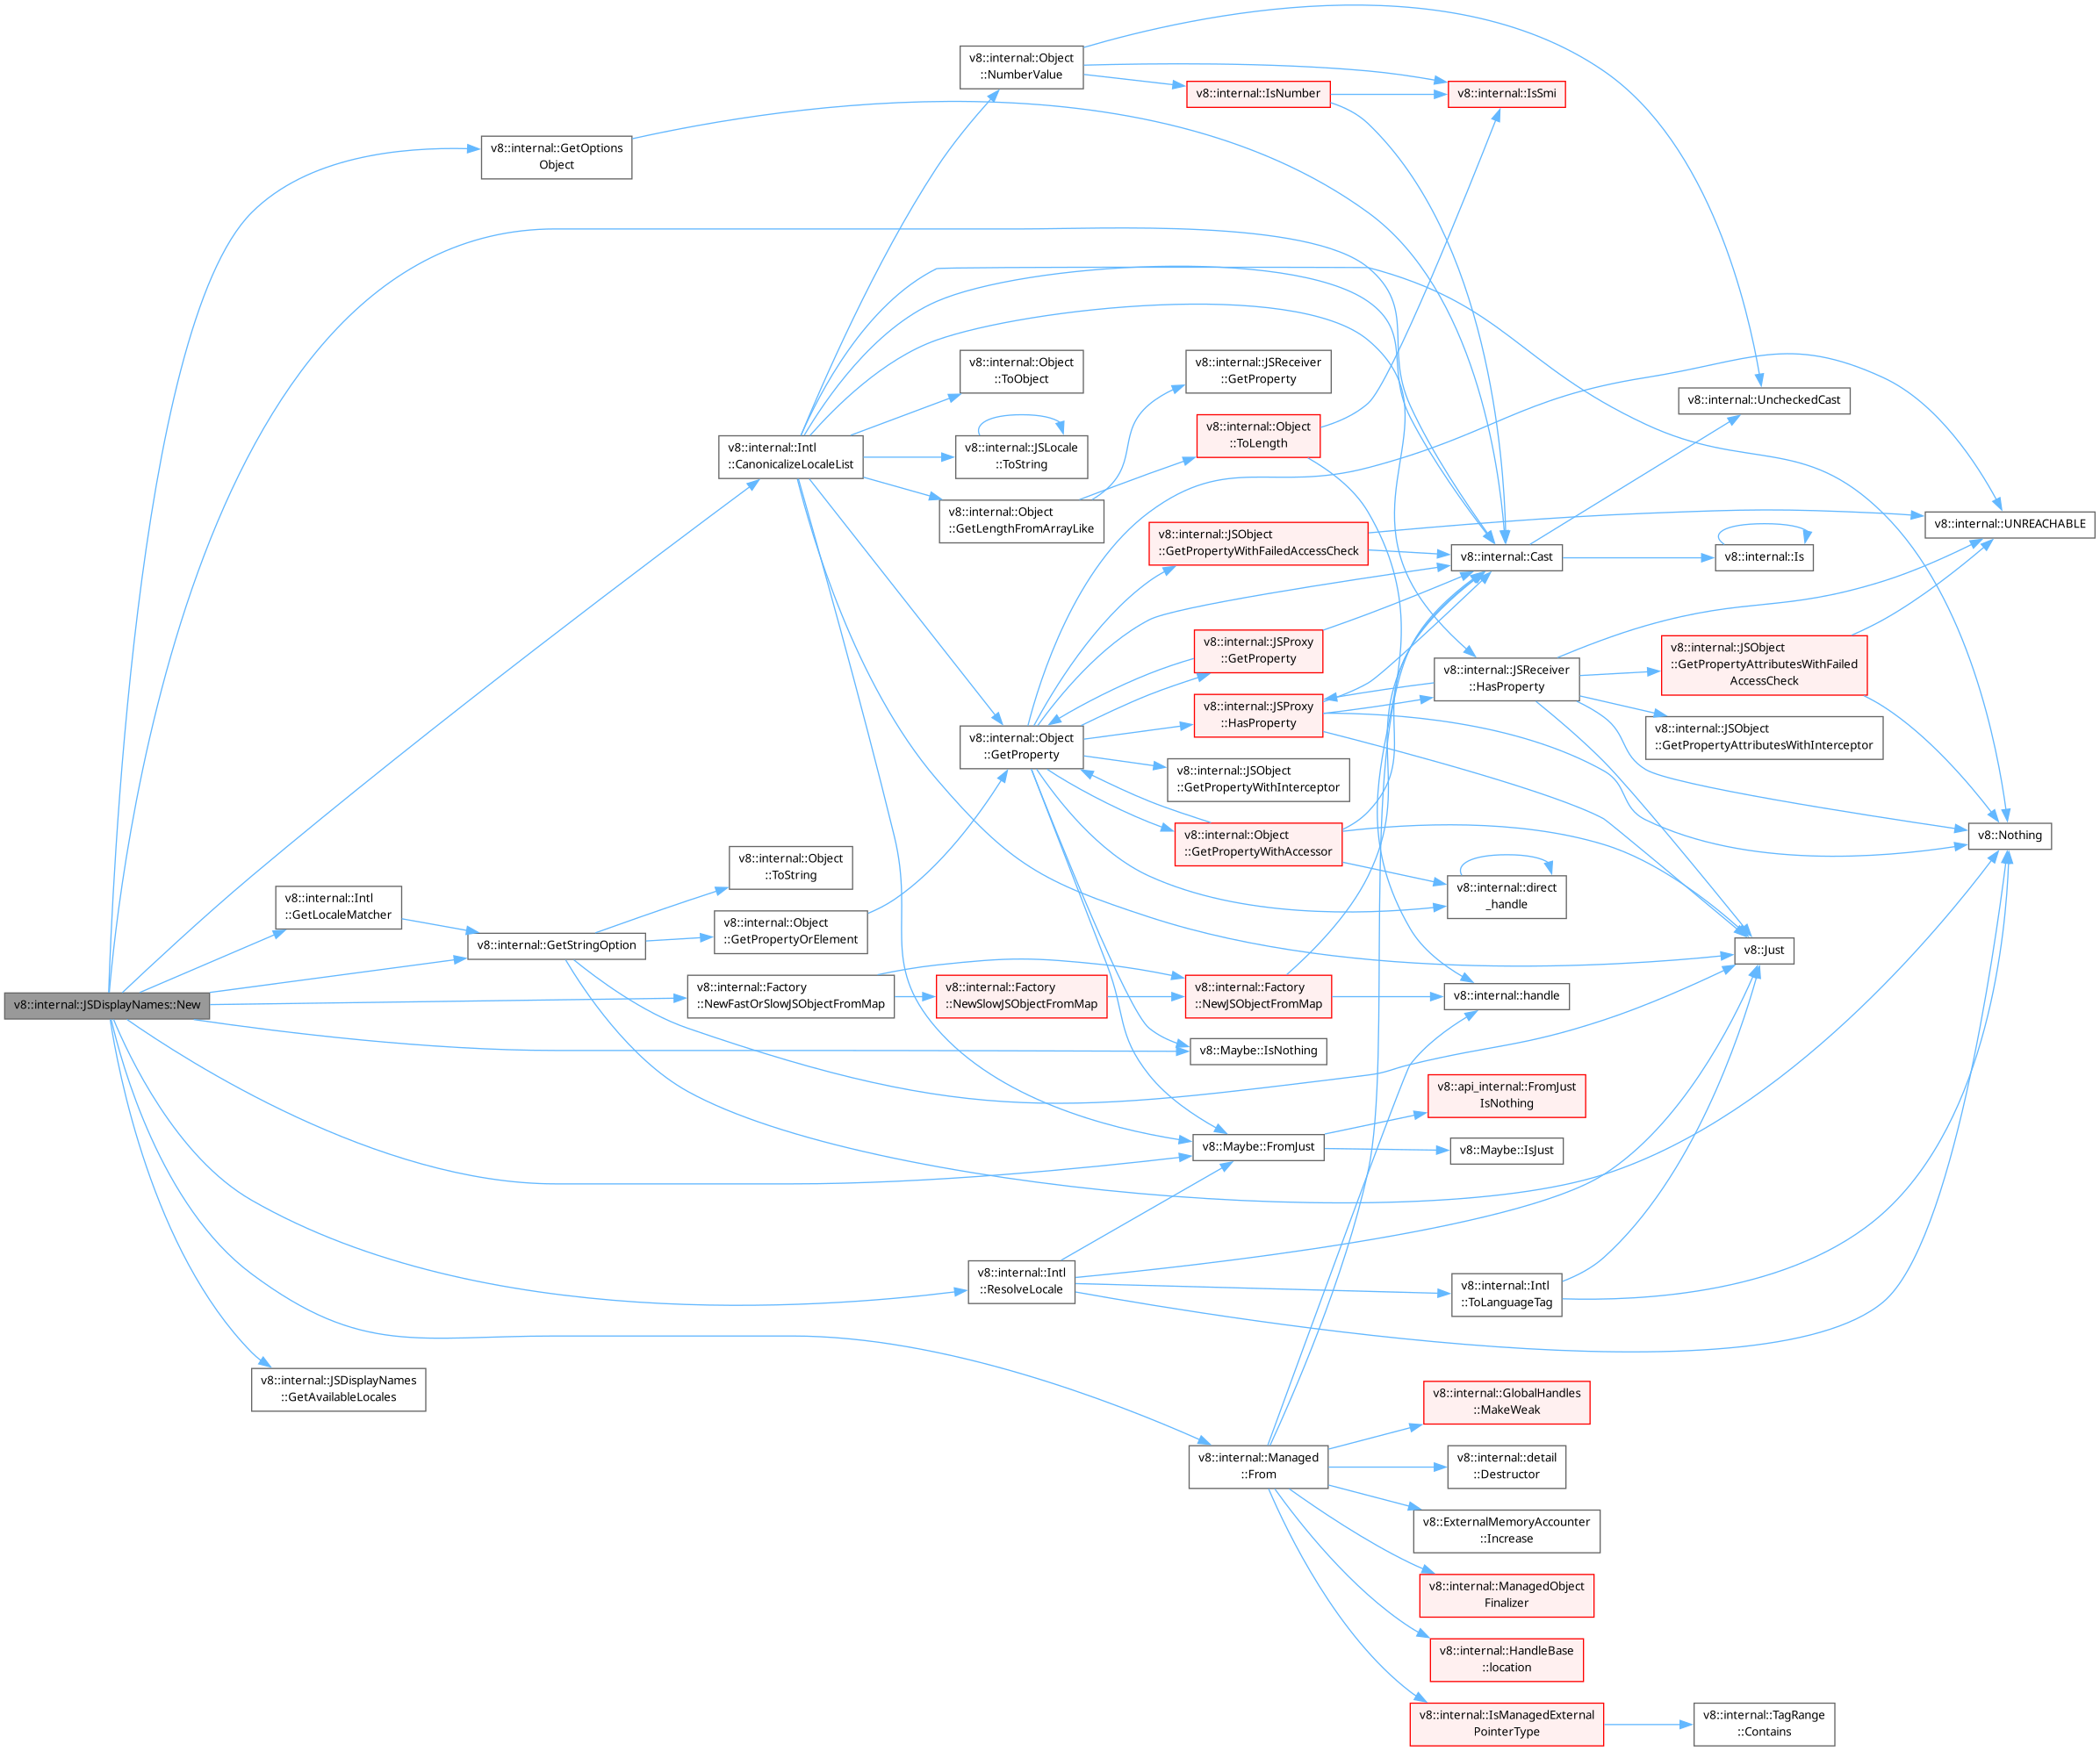 v8::internal::JSDisplayNames::New
v8::internal::GetOptions
Object
v8::internal::Intl
::GetLocaleMatcher
v8::internal::JSDisplayNames
::GetAvailableLocales
v8::internal::GetStringOption
v8::internal::Intl
::CanonicalizeLocaleList
v8::internal::Object
::ToString
v8::internal::Object
::GetPropertyOrElement
v8::internal::Factory
::NewFastOrSlowJSObjectFromMap
v8::internal::Object
::NumberValue
v8::internal::Object
::ToObject
v8::internal::JSLocale
::ToString
v8::internal::Object
::GetLengthFromArrayLike
v8::internal::Object
::GetProperty
v8::internal::Factory
::NewSlowJSObjectFromMap
v8::internal::Intl
::ResolveLocale
v8::internal::IsNumber
v8::internal::JSReceiver
::GetProperty
v8::internal::Object
::ToLength
v8::internal::JSObject
::GetPropertyWithFailedAccessCheck
v8::internal::JSProxy
::GetProperty
v8::internal::JSProxy
::HasProperty
v8::internal::JSObject
::GetPropertyWithInterceptor
v8::internal::Object
::GetPropertyWithAccessor
v8::internal::Factory
::NewJSObjectFromMap
v8::Maybe::IsNothing
v8::Maybe::FromJust
v8::internal::Managed
::From
v8::internal::IsSmi
v8::internal::Cast
v8::internal::JSReceiver
::HasProperty
v8::internal::direct
_handle
v8::internal::handle
v8::api_internal::FromJust
IsNothing
v8::Maybe::IsJust
v8::internal::Intl
::ToLanguageTag
v8::internal::GlobalHandles
::MakeWeak
v8::internal::detail
::Destructor
v8::ExternalMemoryAccounter
::Increase
v8::internal::ManagedObject
Finalizer
v8::internal::HandleBase
::location
v8::internal::IsManagedExternal
PointerType
v8::internal::UncheckedCast
v8::internal::Is
v8::internal::JSObject
::GetPropertyAttributesWithFailed
AccessCheck
v8::internal::JSObject
::GetPropertyAttributesWithInterceptor
v8::Just
v8::internal::TagRange
::Contains
v8::internal::UNREACHABLE
v8::Nothing